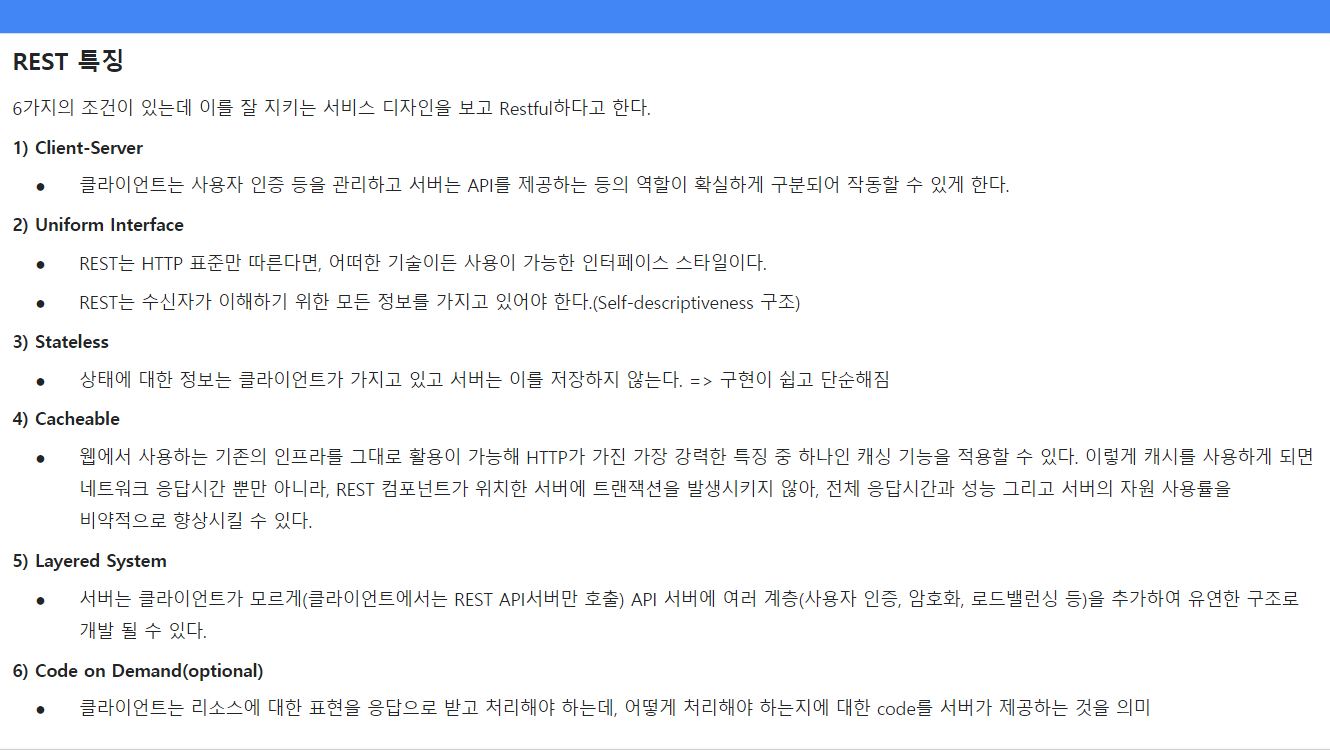 REST 특징
6가지의 조건이 있는데 이를 잘 지키는 서비스 디자인을 보고 Restful하다고 한다.
1) Client-Server
● 클라이언트는 사용자 인증 등을 관리하고 서버는 API를 제공하는 등의 역할이 확실하게 구분되어 작동할 수 있게 한다.
2) Uniform Interface
● REST는 HTTP 표준만 따른다면, 어떠한 기술이든 사용이 가능한 인터페이스 스타일이다.
● REST는 수신자가 이해하기 위한 모든 정보를 가지고 있어야 한다.(Self-descriptiveness 구조)
3) Stateless
● 상태에 대한 정보는 클라이언트가 가지고 있고 서버는 이를 저장하지 않는다. => 구현이 쉽고 단순해짐
4) Cacheable
● 웹에서 사용하는 기존의 인프라를 그대로 활용이 가능해 HTTP가 가진 가장 강력한 특징 중 하나인 캐싱 기능을 적용할 수 있다. 이렇게 캐시를 사용하게 되면
네트워크 응답시간 뿐만 아니라, REST 컴포넌트가 위치한 서버에 트랜잭션을 발생시키지 않아, 전체 응답시간과 성능 그리고 서버의 자원 사용률을
비약적으로 향상시킬 수 있다.
5) Layered System
● 서버는 클라이언트가 모르게(클라이언트에서는 REST API서버만 호출) API 서버에 여러 계층(사용자 인증, 암호화, 로드밸런싱 등)을 추가하여 유연한 구조로
개발 될 수 있다.
6) Code on Demand(optional)
● 클라이언트는 리소스에 대한 표현을 응답으로 받고 처리해야 하는데, 어떻게 처리해야 하는지에 대한 code를 서버가 제공하는 것을 의미